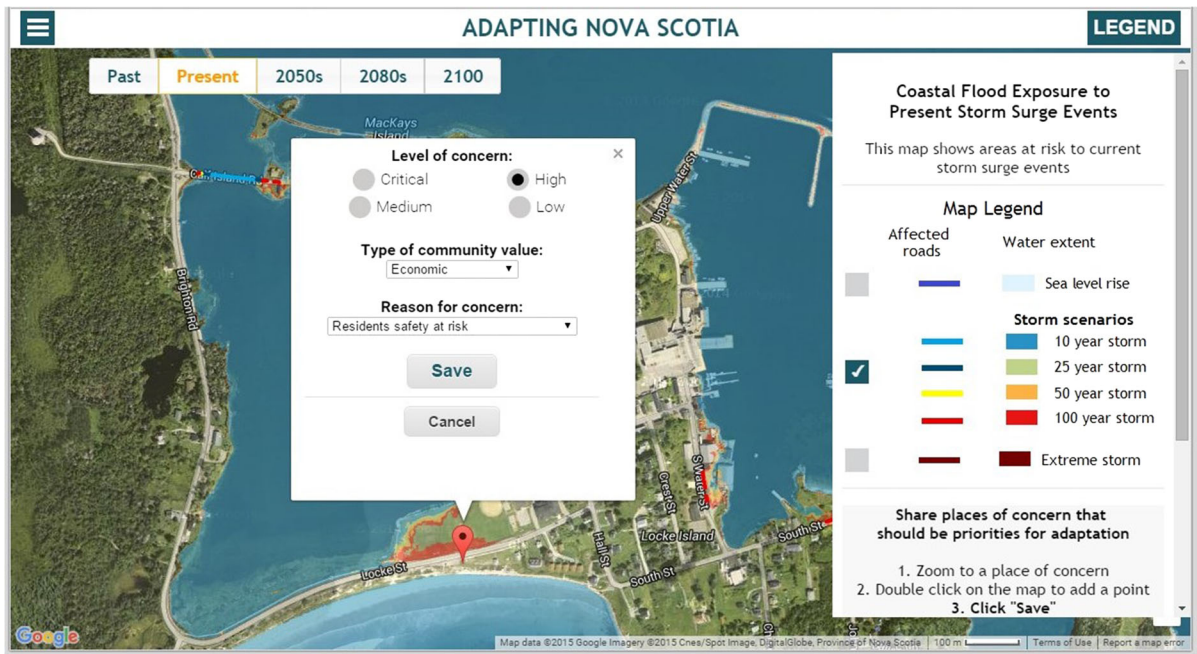 ADAPTING NOVA SCOTIA
LEGEND
Past
Present
2050s
2080s
2100
MacKays
Island
Brighton Rd
Upper Water St
S Water St
Crest St
Hall St
Locke Island
South St
South St
Locke St
Level of concern:
×
Critical
High
Medium
Low
Type of community value:
Economic
Reason for concern:
Residents safety at risk
Save
Cancel
Coastal Flood Exposure to
Present Storm Surge Events
This map shows areas at risk to current
storm surge events
Map Legend
Affected
roads
Water extent
Sea level rise
Storm scenarios
10 year storm
25 year storm
50 year storm
100 year storm
Extreme storm
Share places of concern that
should be priorities for adaptation
1. Zoom to a place of concern
2. Double click on the map to add a point
3. Click "Save"
Google
Map data ©2015 Google Imagery ©2015 Cnes/Spot Image, DigitalGlobe, Province of Nova Scotia
100 m
Terms of Use
Report a map error